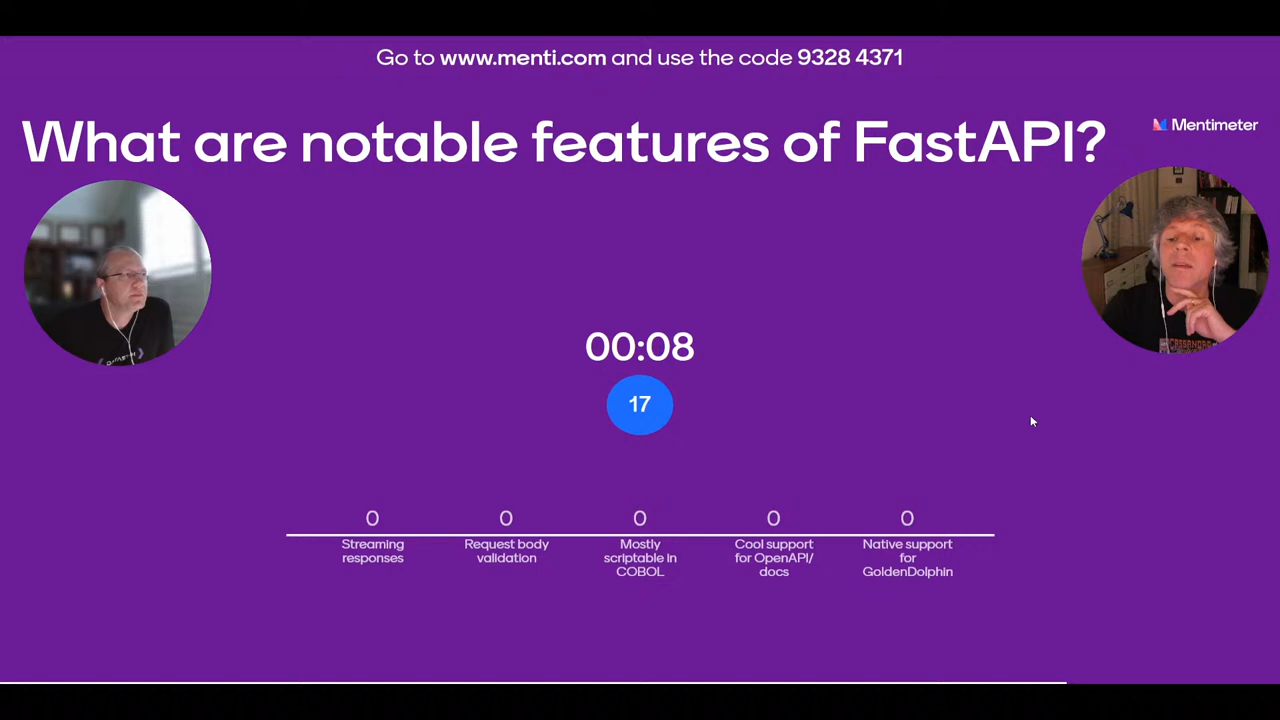 Go to www.menti.com and use the code 9328 4371
What are notable features of FastAPI?
Mentimeter
00:08
17
0
0
0
0
0
Streaming
responses
Request body
validation
Mostly
scriptable in
COBOL
Cool support
for OpenAPI/
docs
Native support
for
GoldenDolphin
CASSANDRA